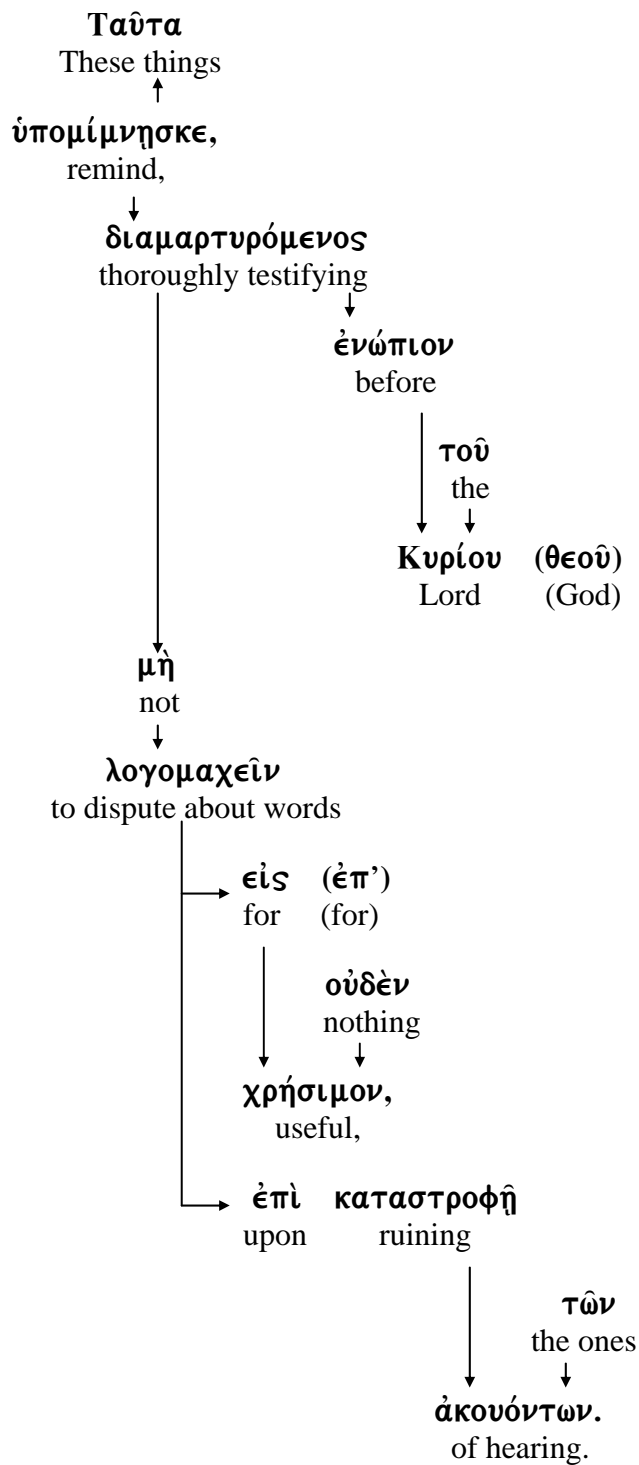 Ταῦτα
These things
ὑπομίμνῃσκε,
remind,
διαμαρτυρόμενος
thoroughly testifying
ἐνώπιον
before
τοῦ
the
Κυρίου (θεοῦ)
Lord (God)
μὴ
not
λογομαχεῖν
to dispute about words
εἰς (ἐπ’)
for (for)
οὐδὲν
nothing
χρήσιμον,
useful,
ἐπὶ καταστροφῇ
upon ruining
τῶν
the ones
ἀκουόντων.
of hearing.